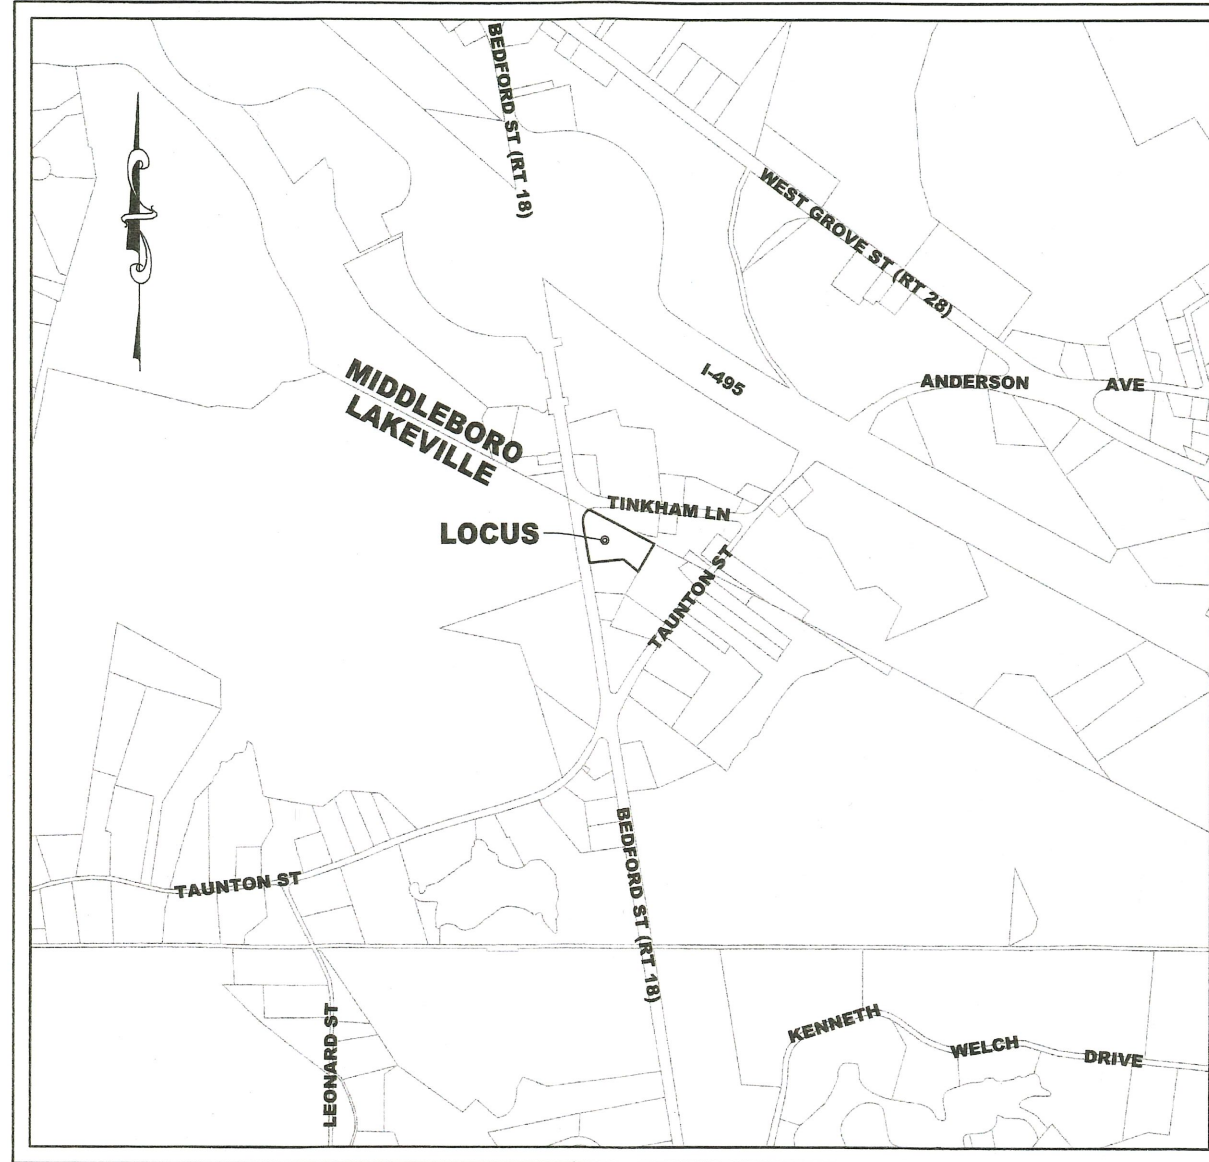 BEDFORD ST (RT 18)
WEST GROVE ST (RT 28)
I-495
ANDERSON AVE
MIDDLEBORO
LAKEVILLE
TINKHAM LN
LOCUS
TAUNTON ST
BEDFORD ST (RT 18)
TAUNTON ST
LEONARD ST
KENNETH WELCH DRIVE